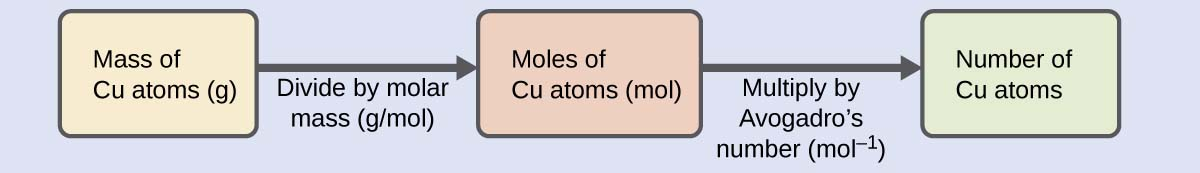 Mass of
Cu atoms (g)
Divide by molar
mass (g/mol)
Moles of
Cu atoms (mol)
Multiply by
Avogadro’s
number (mol⁻¹)
Number of
Cu atoms